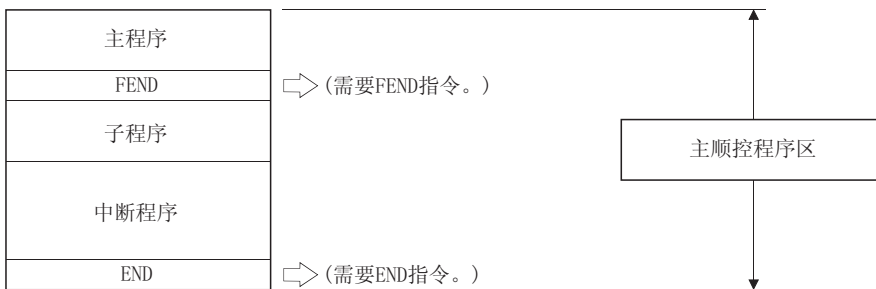 主程序
FEND
(需要FEND指令。)
子程序
主顺控程序区
中断程序
END
(需要END指令。)